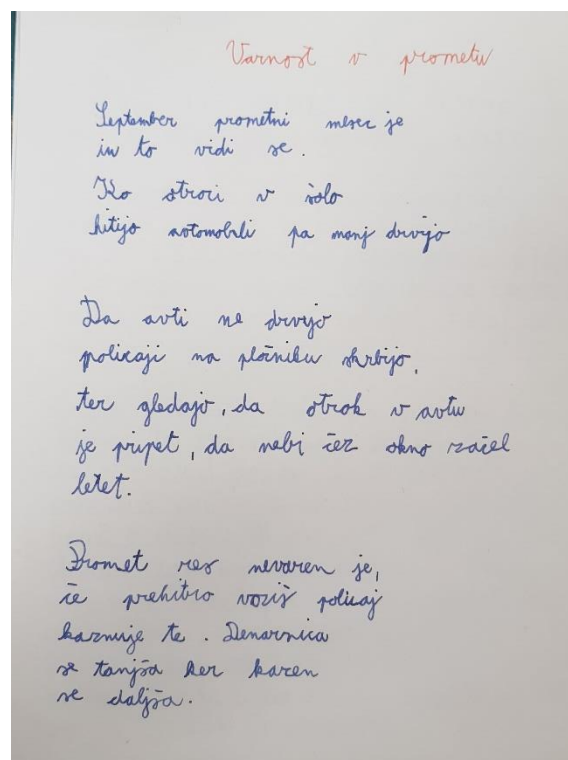 Varnost v prometu
September prometni mesec je
in to vidi se.
Ko otroci v šolo
hitijo avtomobili pa manj drvijo
Da avti ne drvijo
policaji na pločniku skrbijo,
ter gledajo, da otrok v avtu
je pripet, da nebi čez okno začel
letet.
Promet res nevaren je,
če prehitro voziš policaj
kaznuje te. Denarnica
se tanjša ker kazen
se daljša.